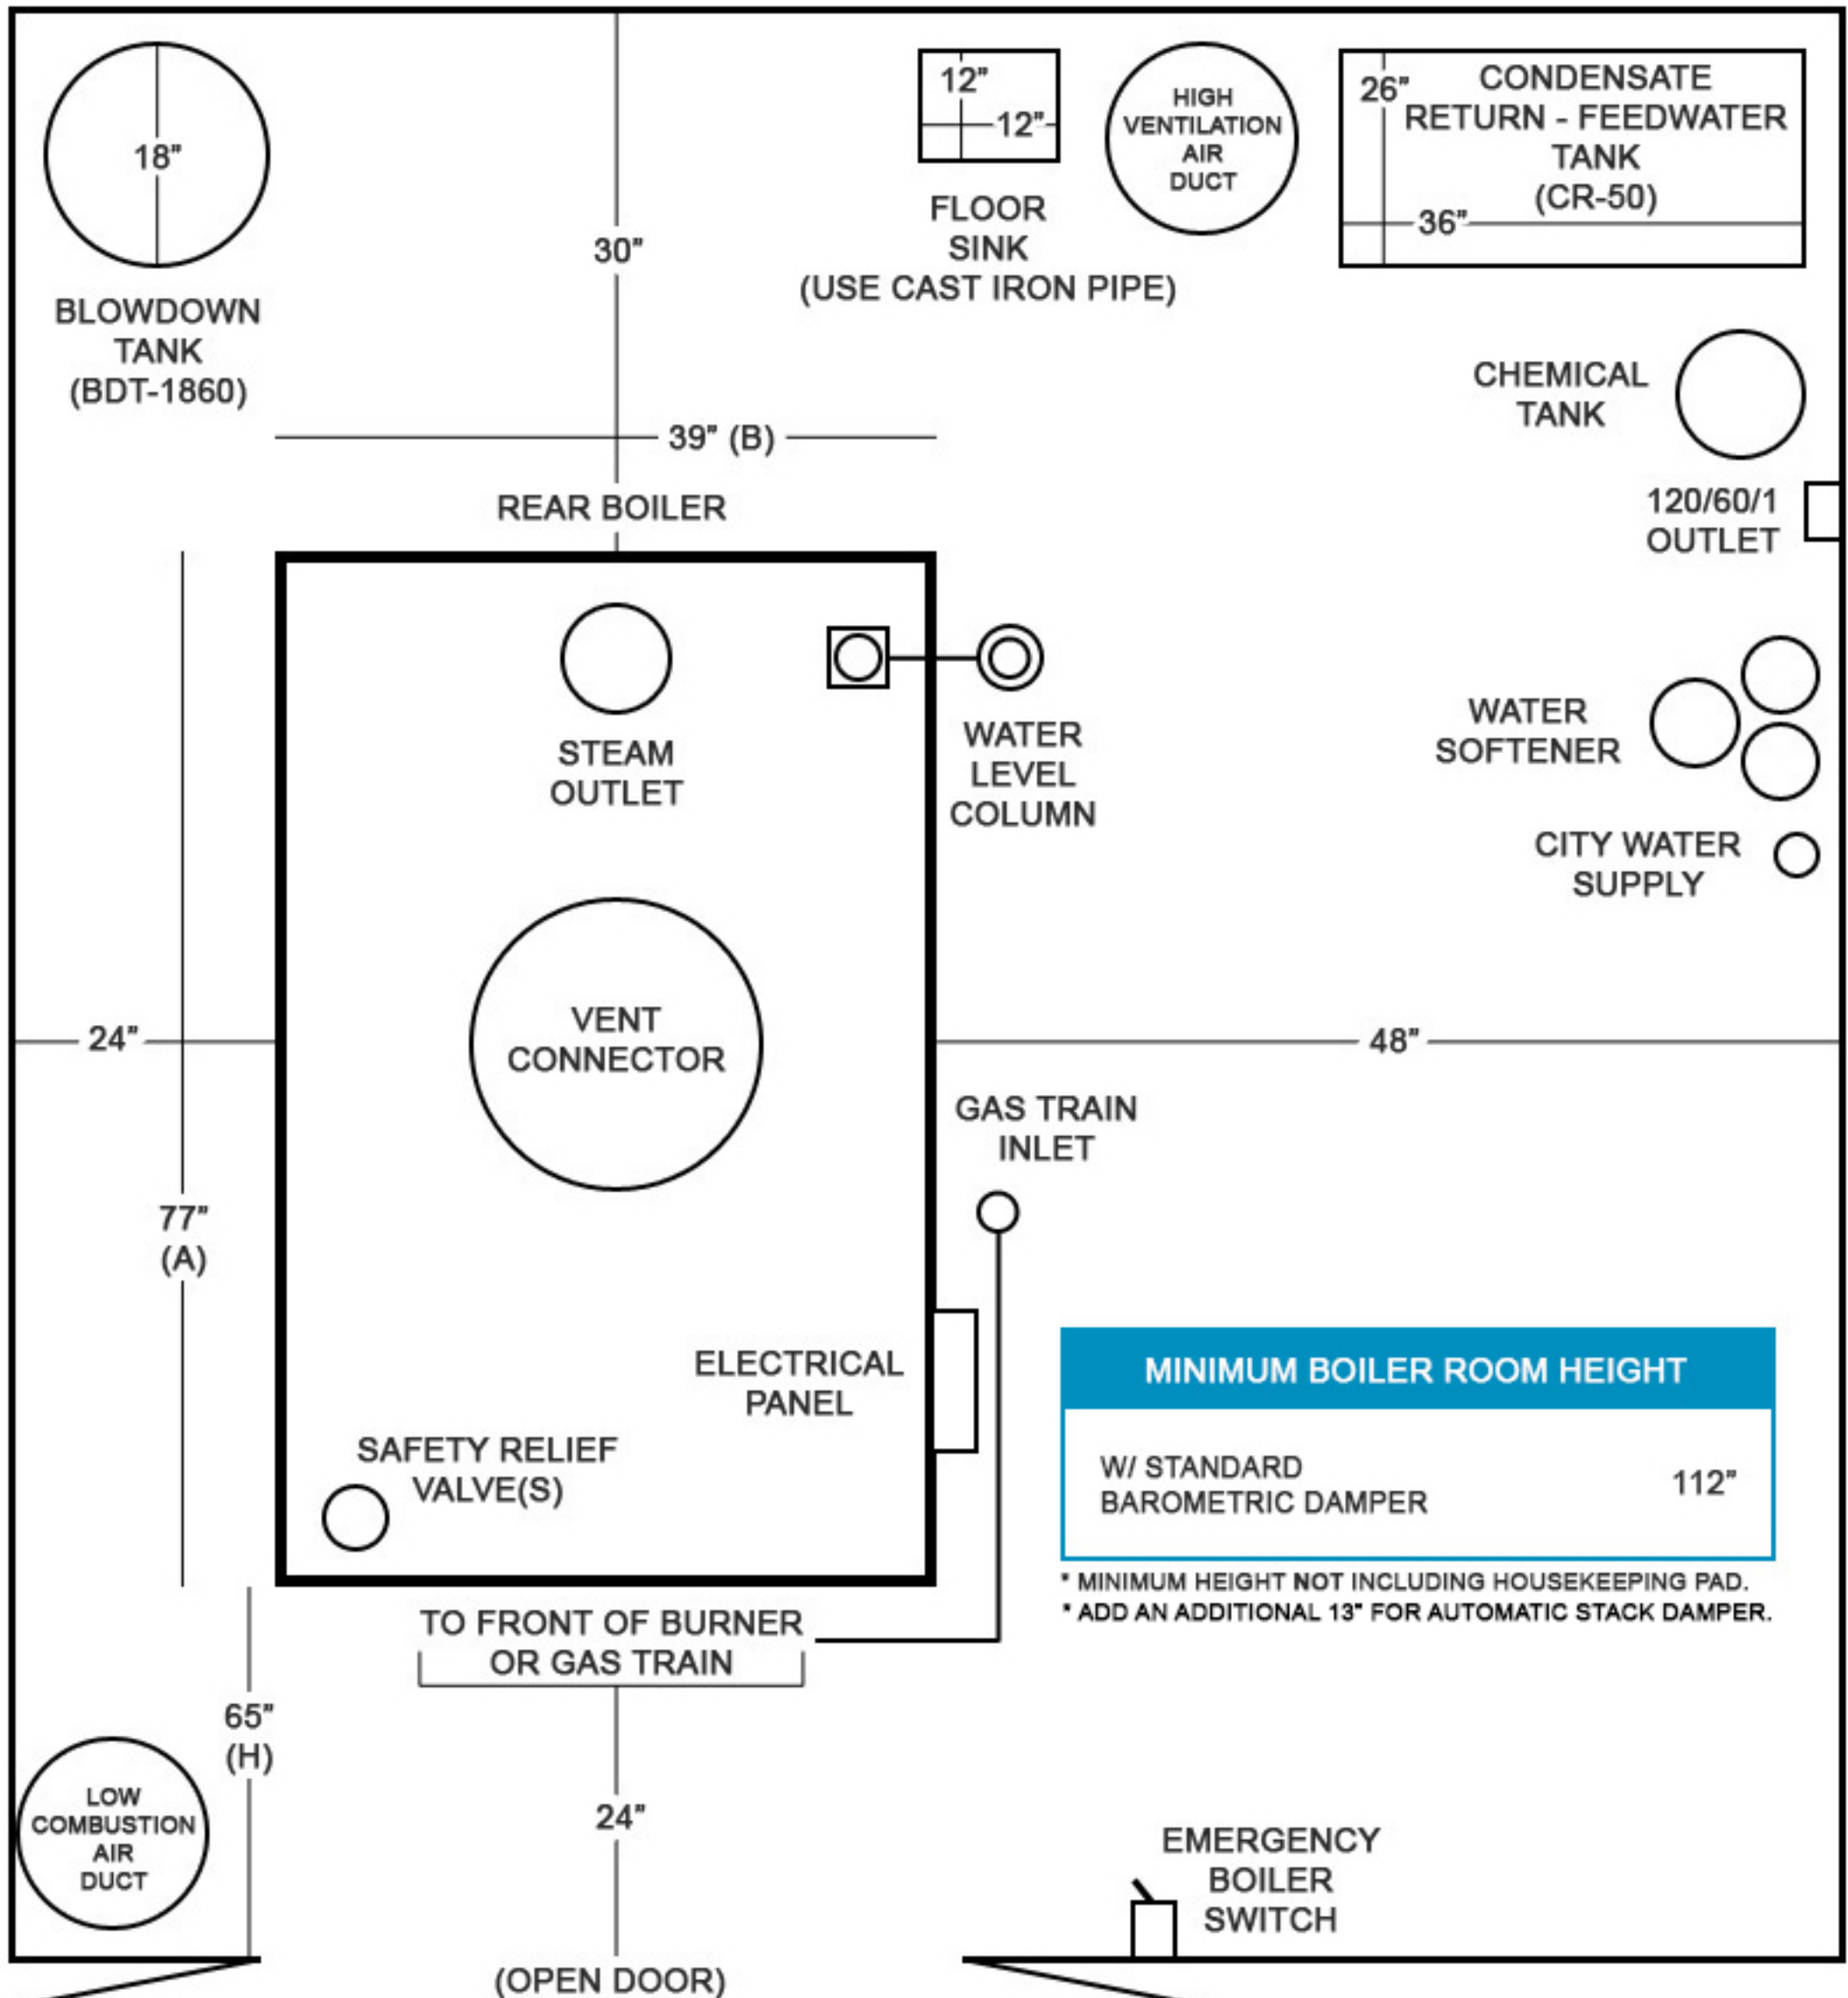 18”
BLOWDOWN
TANK
(BDT-1860)
30”
12”
12”
FLOOR
SINK
(USE CAST IRON PIPE)
HIGH
VENTILATION
AIR
DUCT
26”
CONDENSATE
RETURN - FEEDWATER
TANK
(CR-50)
36”
CHEMICAL
TANK
39” (B)
REAR BOILER
120/60/1
OUTLET
STEAM
OUTLET
WATER
LEVEL
COLUMN
WATER
SOFTENER
CITY WATER
SUPPLY
VENT
CONNECTOR
24”
48”
77”
(A)
GAS TRAIN
INLET
ELECTRICAL
PANEL
SAFETY RELIEF
VALVE(S)
MINIMUM BOILER ROOM HEIGHT
W/ STANDARD
BAROMETRIC DAMPER
112”
* MINIMUM HEIGHT NOT INCLUDING HOUSEKEEPING PAD.
* ADD AN ADDITIONAL 13” FOR AUTOMATIC STACK DAMPER.
TO FRONT OF BURNER
OR GAS TRAIN
65”
(H)
LOW
COMBUSTION
AIR
DUCT
24”
EMERGENCY
BOILER
SWITCH
(OPEN DOOR)